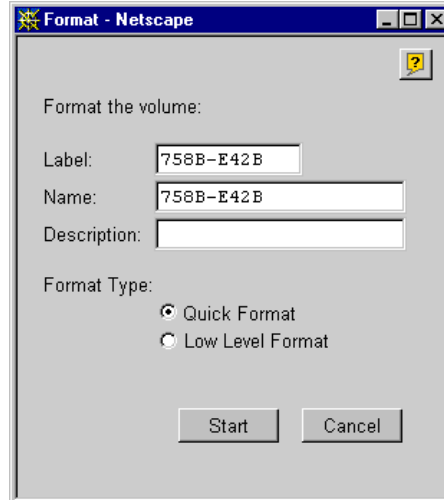 Format - Netscape
?
Format the volume:
Label: 758B-E42B
Name: 758B-E42B
Description:
Format Type:
Quick Format
Low Level Format
Start Cancel